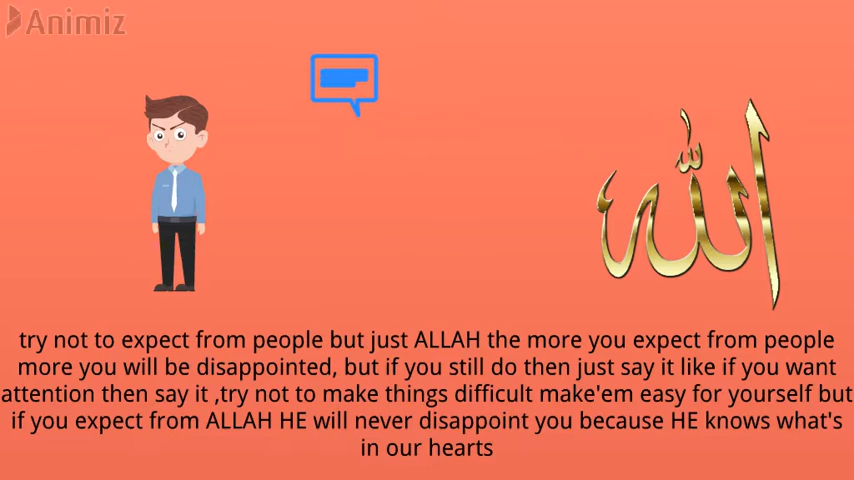 Animiz
الله
try not to expect from people but just ALLAH the more you expect from people
more you will be disappointed, but if you still do then just say it like if you want
attention then say it ,try not to make things difficult make'em easy for yourself but
if you expect from ALLAH HE will never disappoint you because HE knows what's
in our hearts